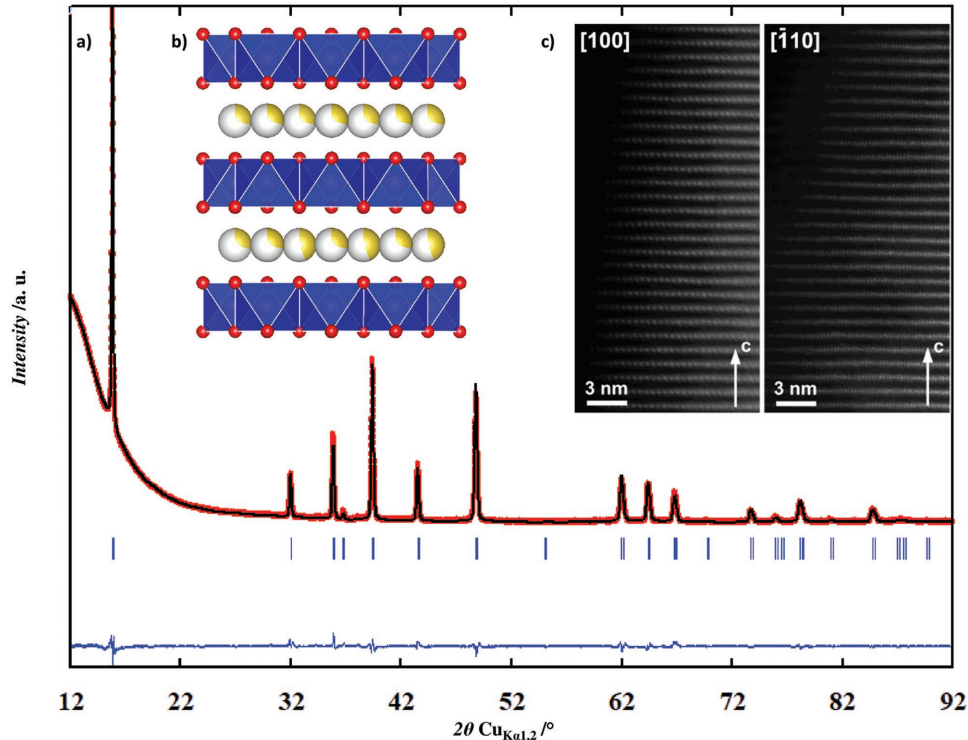 a)
b)
c)
[100]
[1̄10]
c
c
3 nm
3 nm
Intensity /a. u.
12 22 32 42 52 62 72 82 92
2θ Cu_Kα1,2 /°